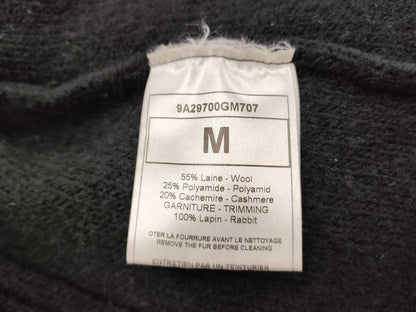 9A29700GM707
M
55% Laine - Wool
25% Polyamide - Polyamid
20% Cachemire - Cashmere
GARNITURE - TRIMMING
100% Lapin - Rabbit
OTER LA FOURRURE AVANT LE NETTOYAGE
REMOVE THE FUR BEFORE CLEANING
ENTRETIEN PAR UN TEINTURIER